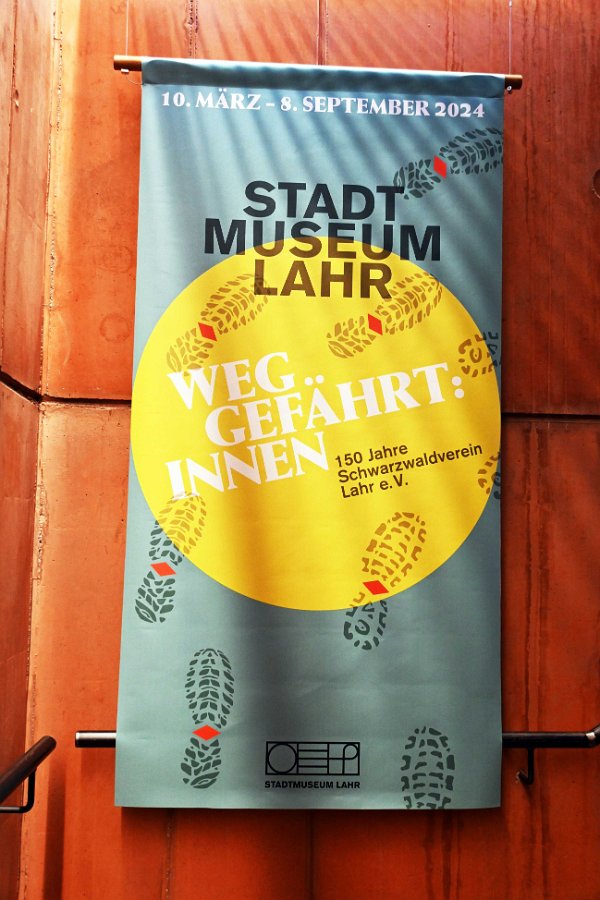 10. MÄRZ – 8. SEPTEMBER 2024
STADT
MUSEUM
LAHR
WEG
GEFÄHRT:
INNEN
150 Jahre
Schwarzwaldverein
Lahr e.V.
STADTMUSEUM LAHR